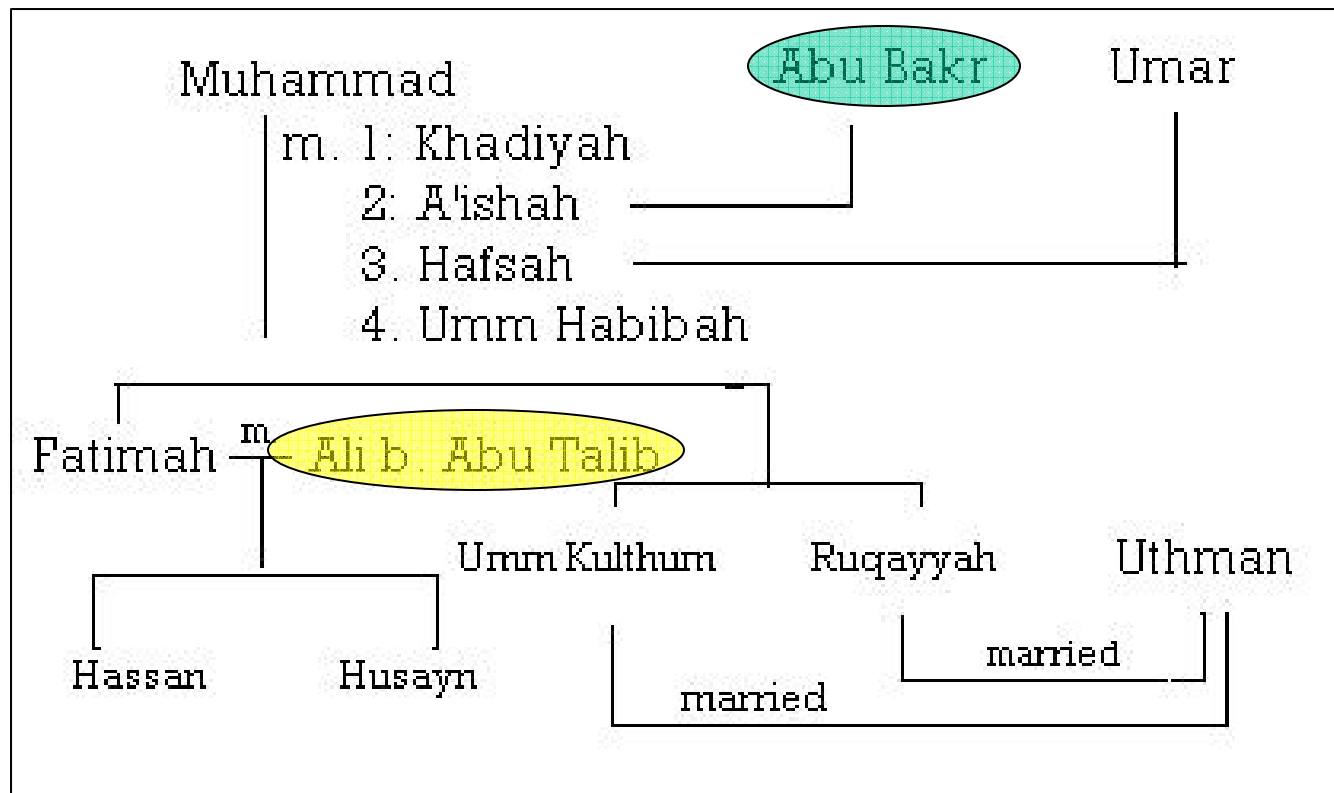 Muhammad
Abu Bakr
Umar
m. 1: Khadiyah
2: A'ishah
3. Hafsah
4. Umm Habibah
Fatimah
m
Ali b. Abu Talib
Umm Kulthum
Ruqayyah
Uthman
Hassan
Husayn
married
married